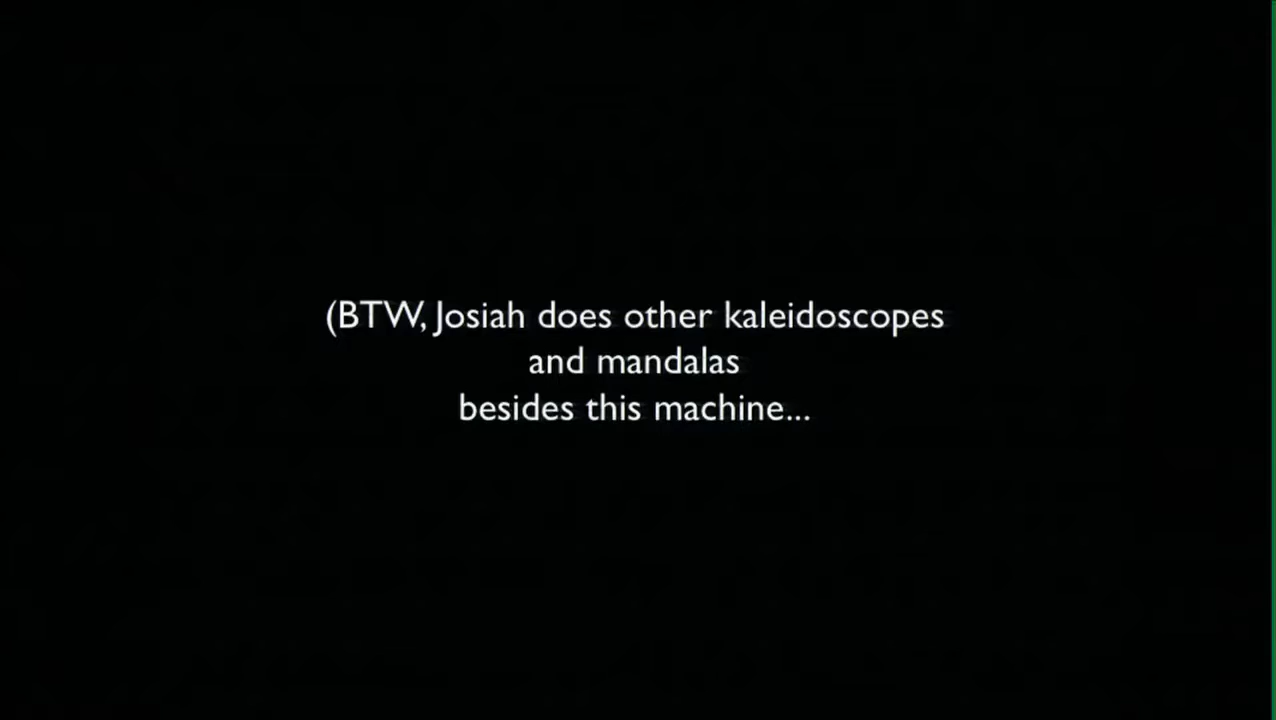 (BTW, Josiah does other kaleidoscopes
and mandalas
besides this machine...